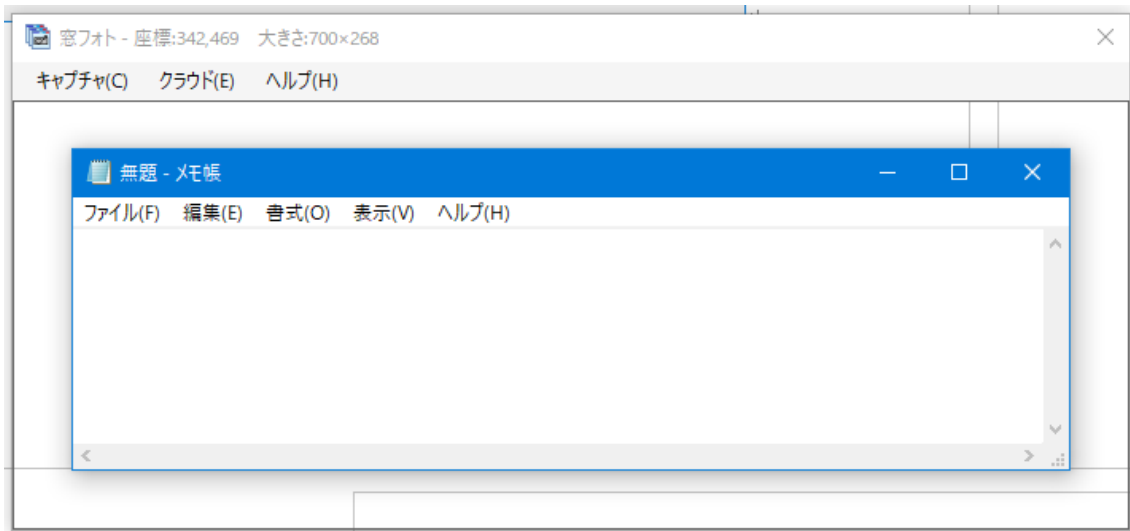 窓フォト - 座標:342,469 大きさ:700×268
キャプチャ(C) クラウド(E) ヘルプ(H)
無題 - メモ帳
ファイル(F) 編集(E) 書式(O) 表示(V) ヘルプ(H)